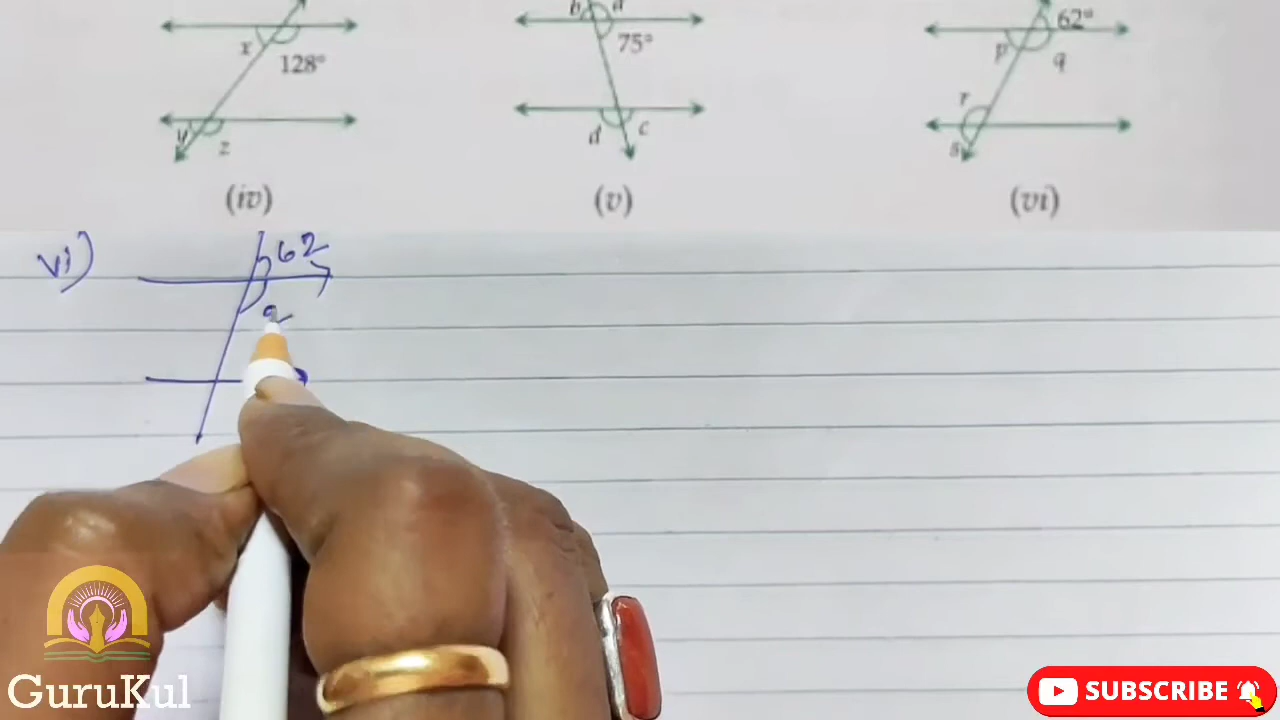 b a 62°
x 128° 75° p q
y z d c r s
(iv) (v) (vi)
vi) 62
q
GuruKul
SUBSCRIBE